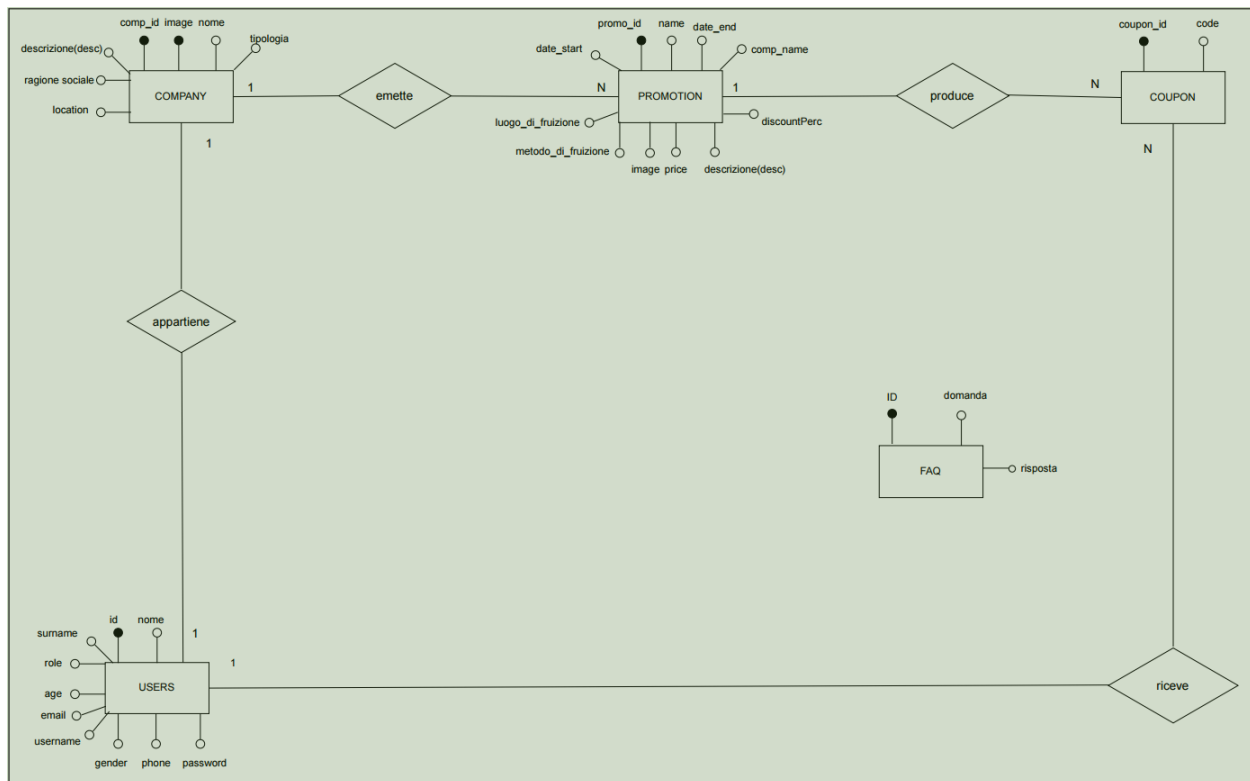 comp_id image nome
tipologia
descrizione(desc)
ragione sociale
location
COMPANY
1
1
emette
promo_id name date_end
date_start
comp_name
N
PROMOTION
1
luogo_di_fruizione
discountPerc
metodo_di_fruizione
image price descrizione(desc)
produce
coupon_id code
N
COUPON
N
appartiene
ID domanda
FAQ
risposta
id nome
surname
role
age
email
username
USERS
1
1
gender phone password
riceve